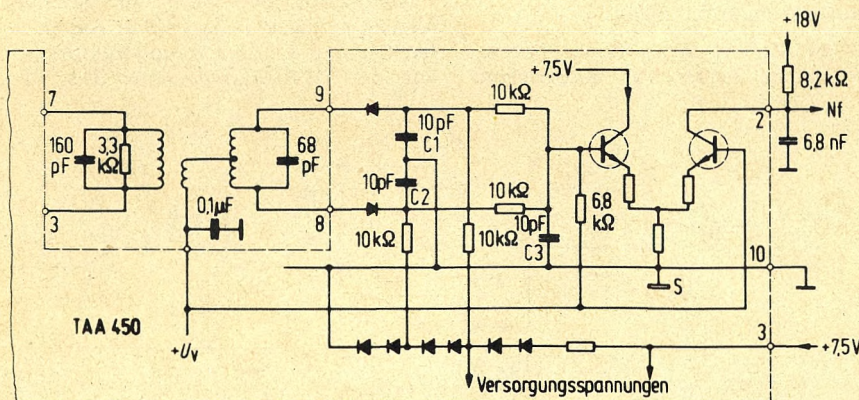 +18V
8,2kΩ
Nf
6,8 nF
+7,5V
7
9
10kΩ
2
160
pF
3,3
kΩ
68
pF
10pF
C1
10pF
C2
10kΩ
6,8
kΩ
3
0,1µF
8
10kΩ
10kΩ
10pF
C3
10
S
TAA 450
+Uv
3
+7,5V
Versorgungsspannungen